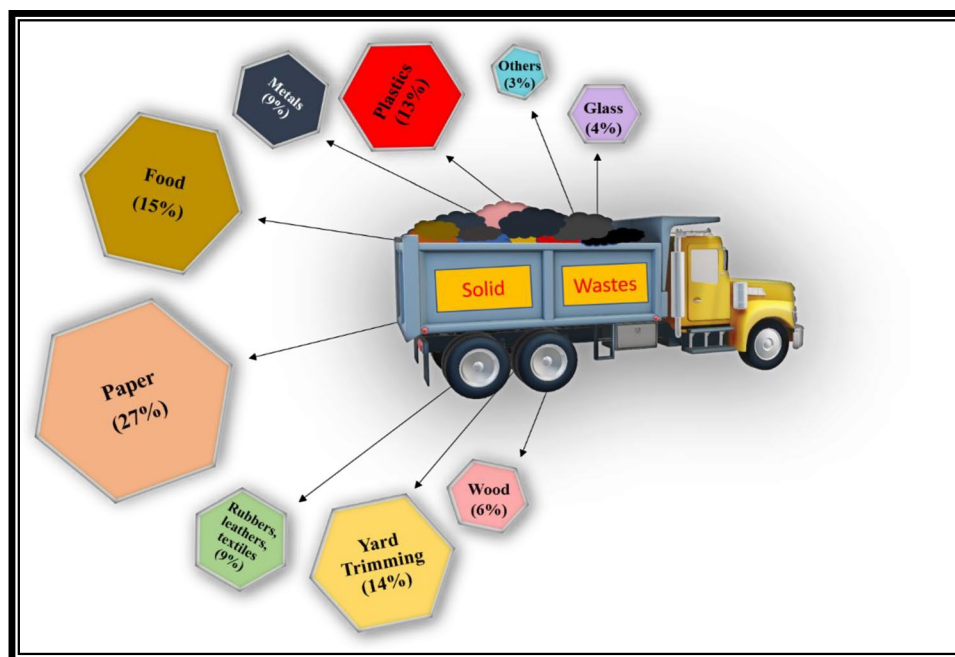 Others
(3%)
Metals
(9%)
Plastics
(13%)
Glass
(4%)
Food
(15%)
Solid
Wastes
Paper
(27%)
Rubbers,
leathers,
textiles
(9%)
Yard
Trimming
(14%)
Wood
(6%)